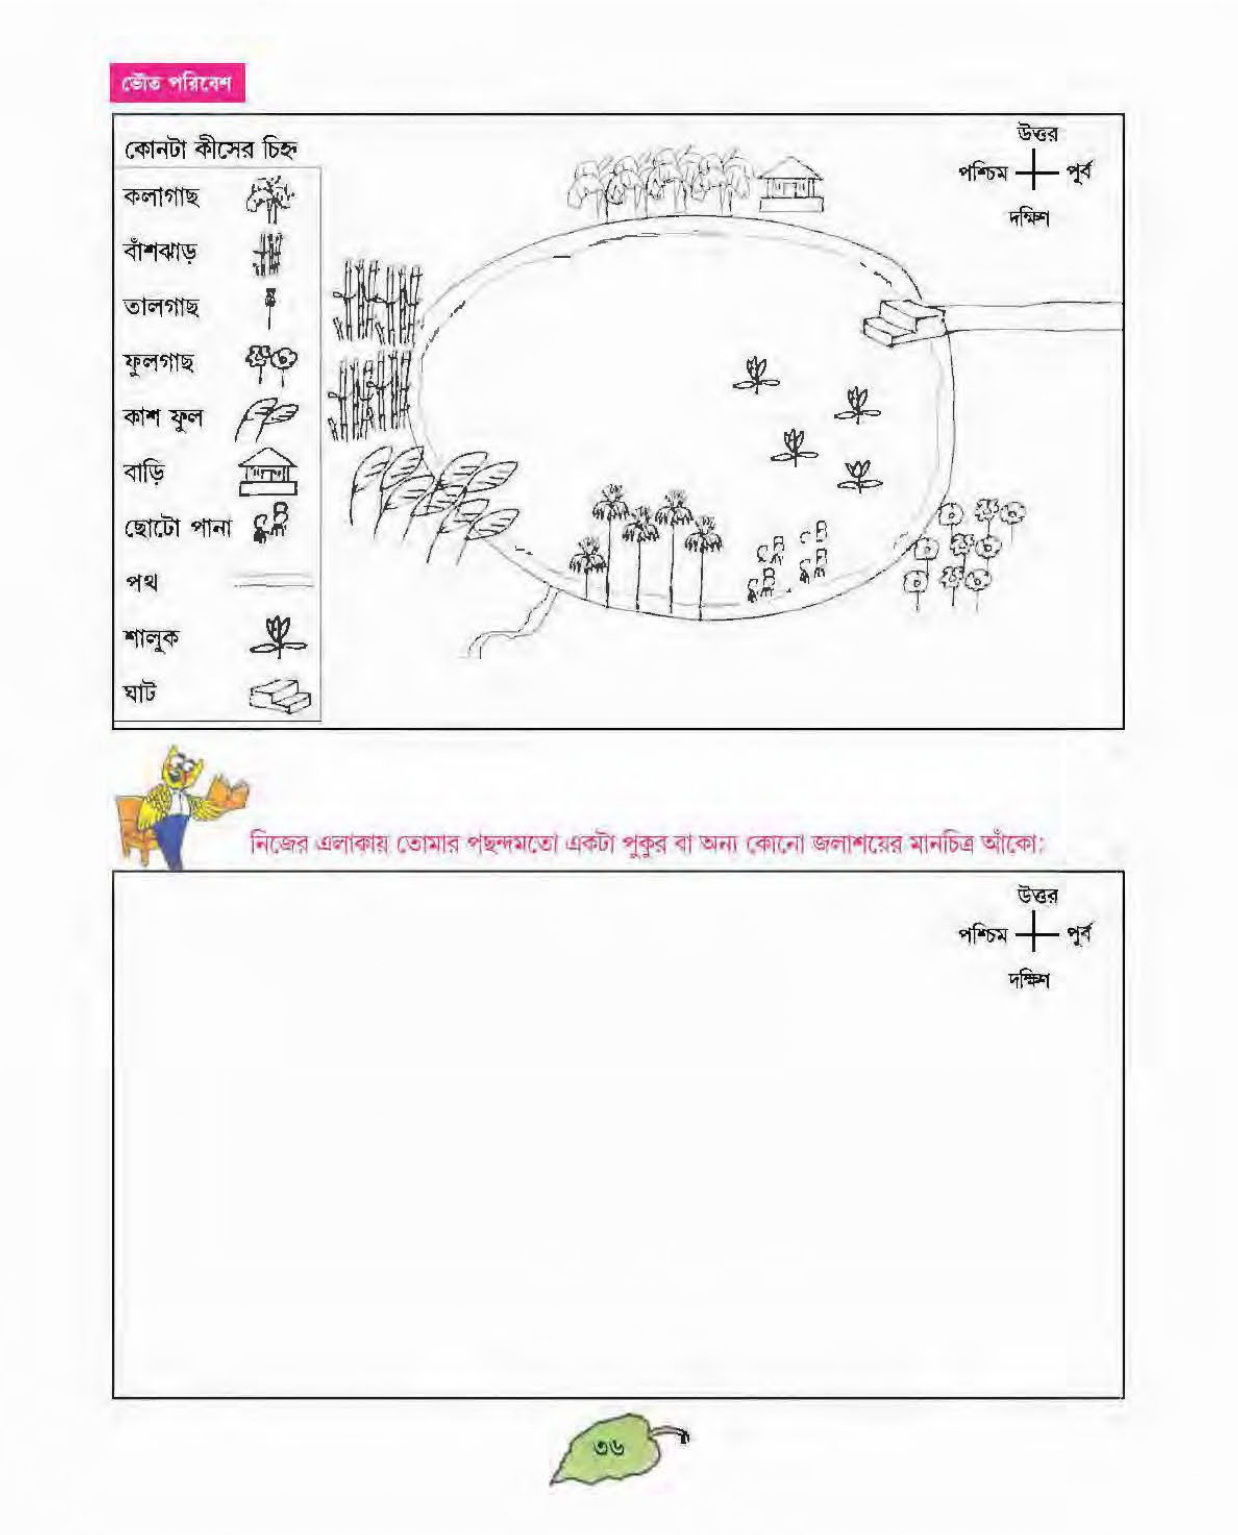 ভৌত পরিবেশ
কোনটা কীসের চিহ্ন
কলাগাছ
বাঁশঝাড়
তালগাছ
ফুলগাছ
কাশ ফুল
বাড়ি
ছোটো পানা
পথ
শালুক
ঘাট
উত্তর
পশ্চিম পূর্ব
দক্ষিণ
নিজের এলাকায় তোমার পছন্দমতো একটা পুকুর বা অন্য কোনো জলাশয়ের মানচিত্র আঁকো:
উত্তর
পশ্চিম পূর্ব
দক্ষিণ
৩৬